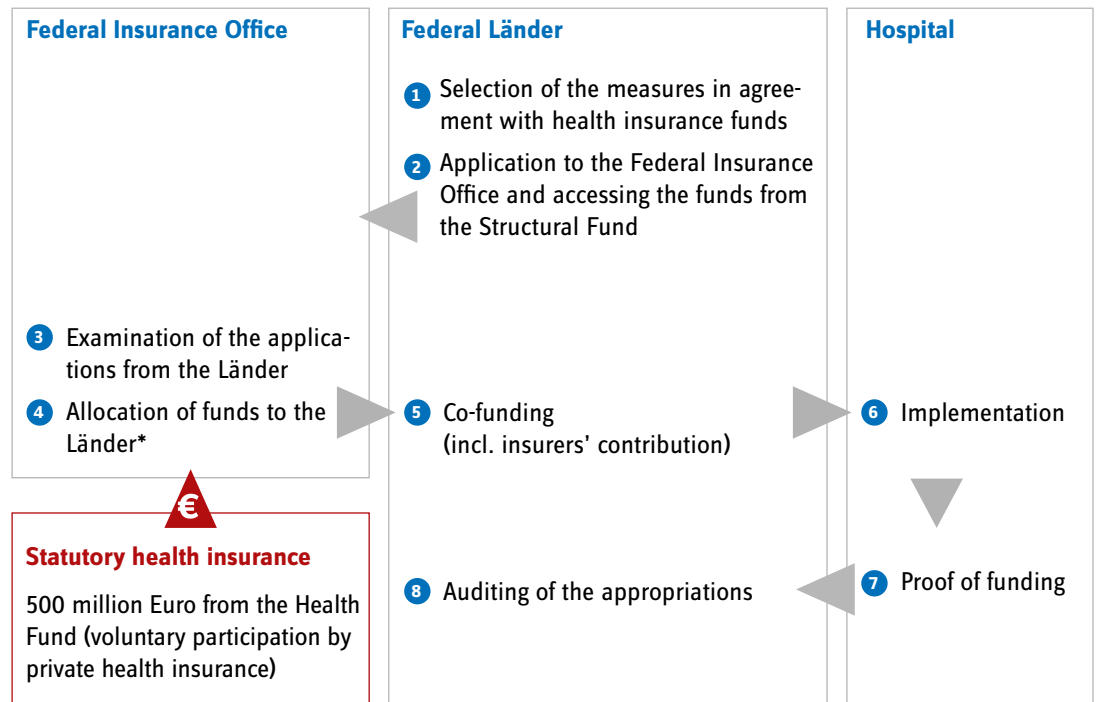 Federal Insurance Office
3 Examination of the applica-
tions from the Länder
4 Allocation of funds to the
Länder*
€
Statutory health insurance
500 million Euro from the Health
Fund (voluntary participation by
private health insurance)
Federal Länder
1 Selection of the measures in agree-
ment with health insurance funds
2 Application to the Federal Insurance
Office and accessing the funds from
the Structural Fund
5 Co-funding
(incl. insurers’ contribution)
8 Auditing of the appropriations
Hospital
6 Implementation
7 Proof of funding